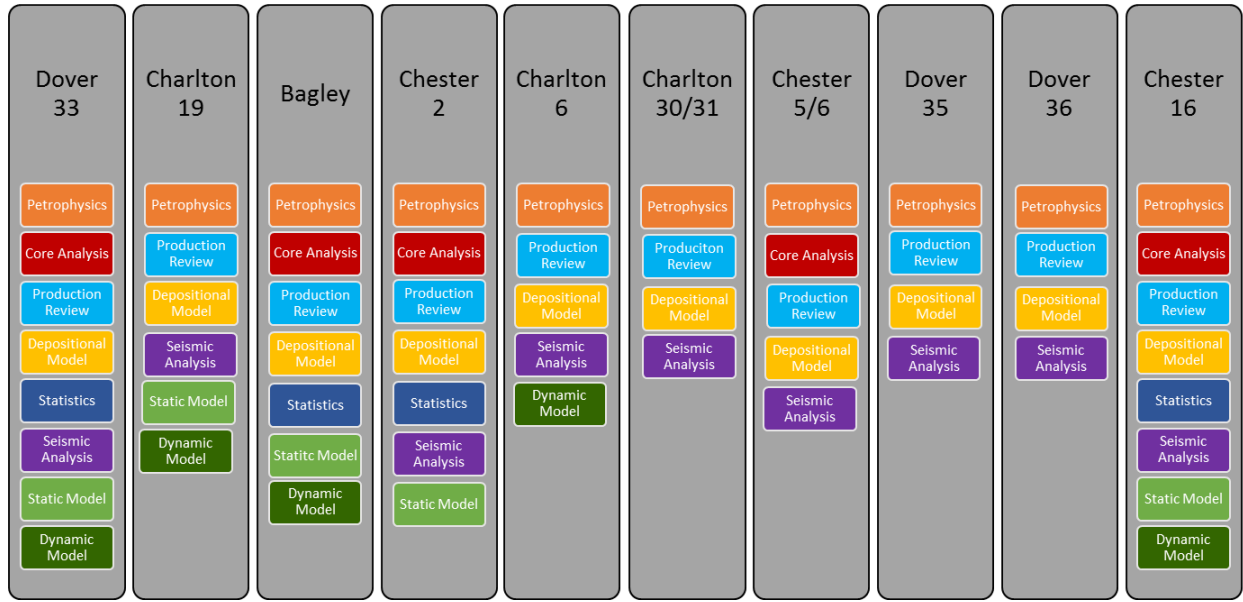 Dover
33
Petrophysics
Core Analysis
Production
Review
Depositional
Model
Statistics
Seismic
Analysis
Static Model
Dynamic
Model
Charlton
19
Petrophysics
Production
Review
Depositional
Model
Seismic
Analysis
Static Model
Dynamic
Model
Bagley
Petrophysics
Core Analysis
Production
Review
Depositional
Model
Statistics
Statitc Model
Dynamic
Model
Chester
2
Petrophysics
Core Analysis
Production
Review
Depositional
Model
Statistics
Seismic
Analysis
Static Model
Charlton
6
Petrophysics
Production
Review
Depositional
Model
Seismic
Analysis
Dynamic
Model
Charlton
30/31
Petrophysics
Produciton
Review
Depositional
Model
Seismic
Analysis
Chester
5/6
Petrophysics
Core Analysis
Production
Review
Depositional
Model
Seismic
Analysis
Dover
35
Petrophysics
Production
Review
Depositional
Model
Seismic
Analysis
Dover
36
Petrophysics
Production
Review
Depositional
Model
Seismic
Analysis
Chester
16
Petrophysics
Core Analysis
Production
Review
Depositional
Model
Statistics
Seismic
Analysis
Static Model
Dynamic
Model